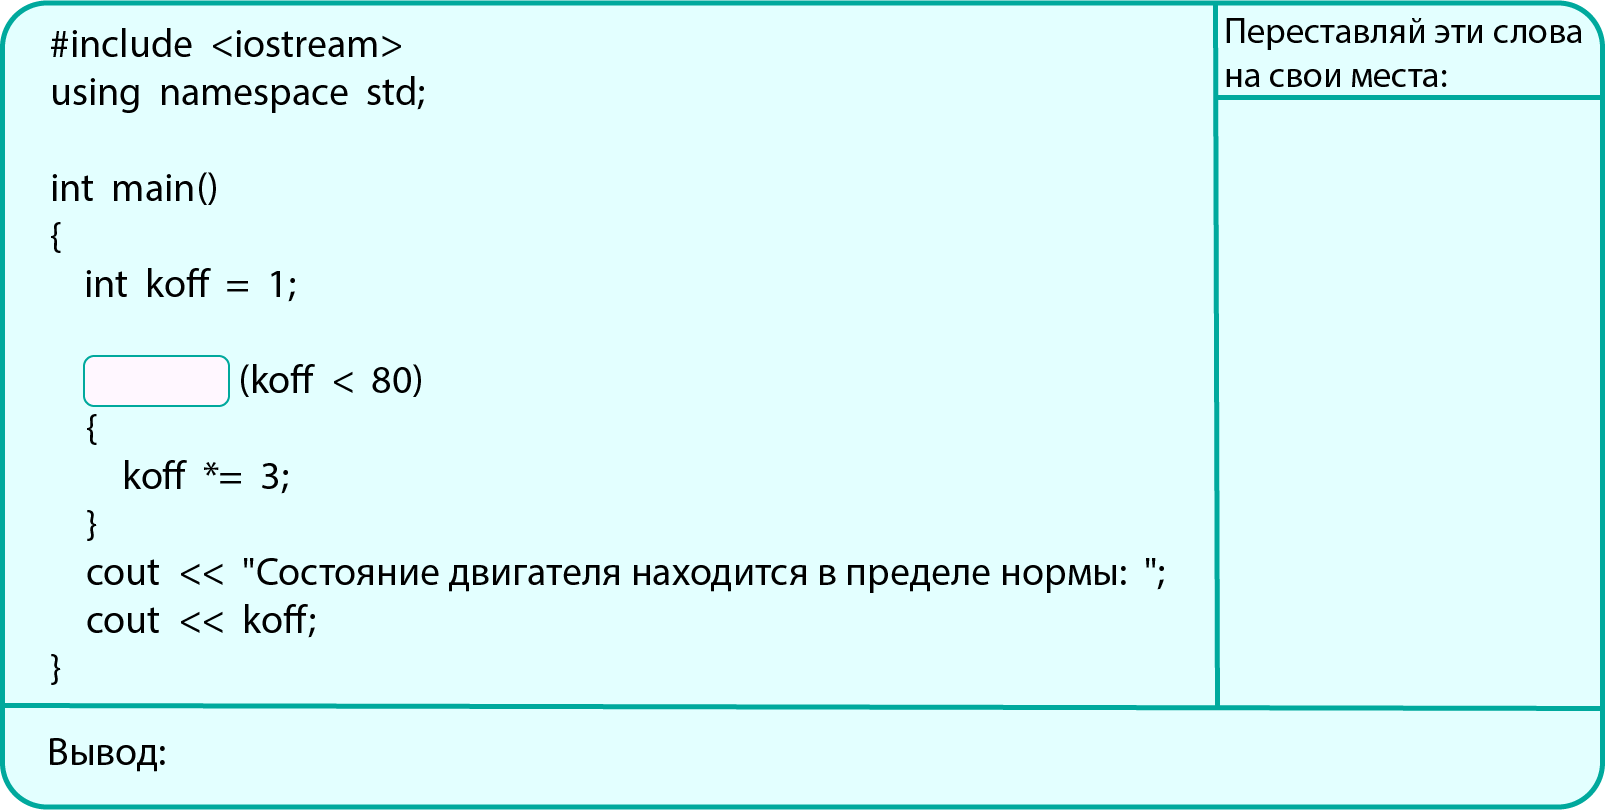 #include <iostream>
using namespace std;
int main()
{
int koff = 1;
(koff < 80)
{
koff *= 3;
}
cout << "Состояние двигателя находится в пределе нормы: ";
cout << koff;
}
Переставляй эти слова
на свои места:
Вывод: